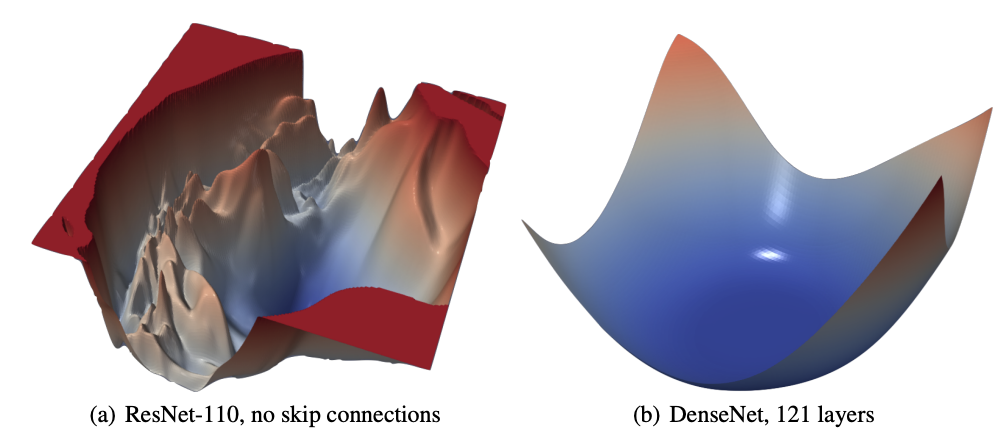 (a) ResNet-110, no skip connections
(b) DenseNet, 121 layers